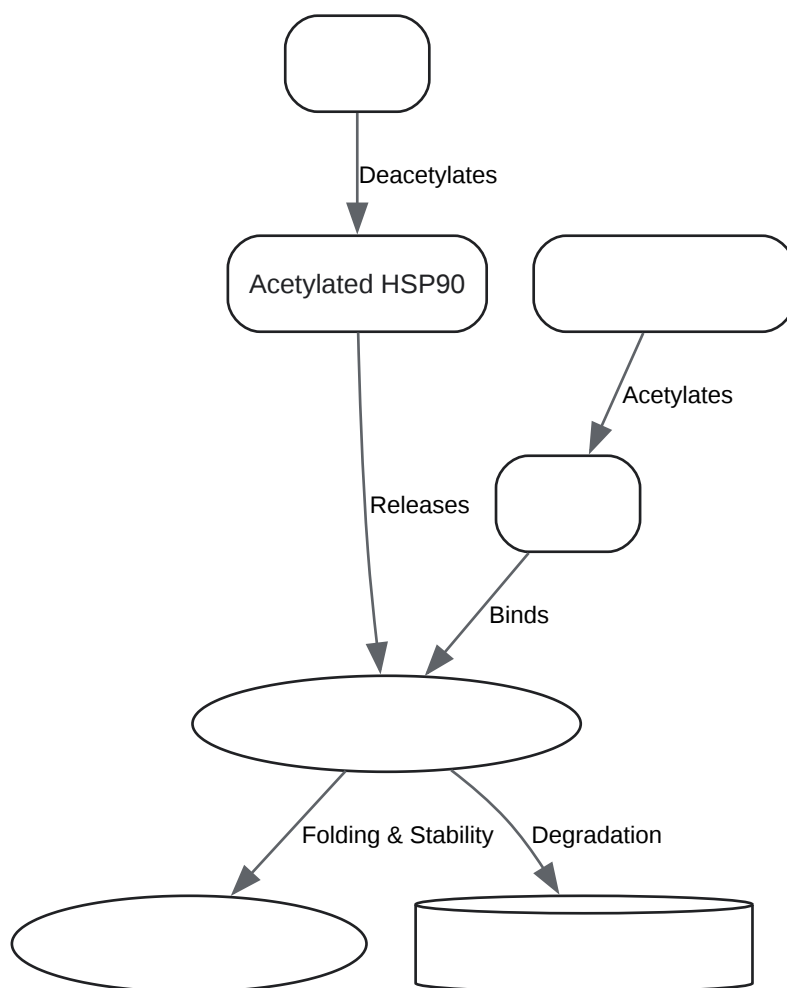 Deacetylates
Acetylated HSP90
Acetylates
Releases
Binds
Folding & Stability
Degradation